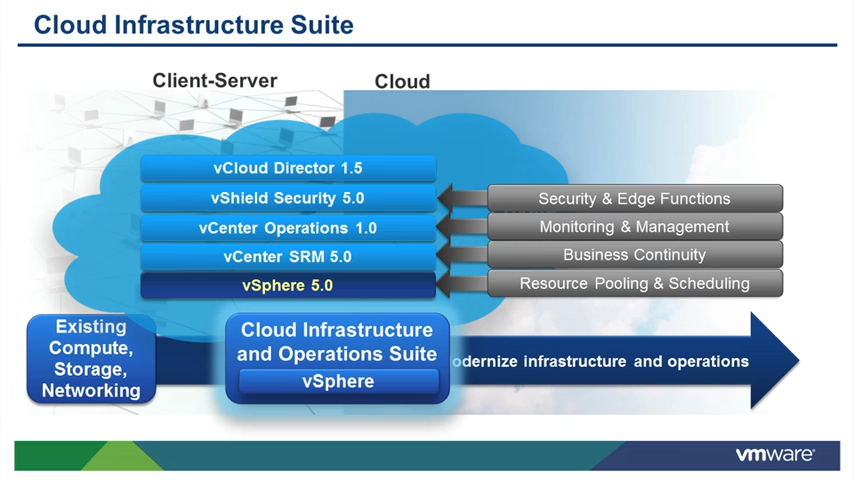 Cloud Infrastructure Suite
Client-Server
Cloud
vCloud Director 1.5
vShield Security 5.0
Security & Edge Functions
vCenter Operations 1.0
Monitoring & Management
vCenter SRM 5.0
Business Continuity
vSphere 5.0
Resource Pooling & Scheduling
Existing
Compute,
Storage,
Networking
Cloud Infrastructure
and Operations Suite
vSphere
odernize infrastructure and operations
vmware